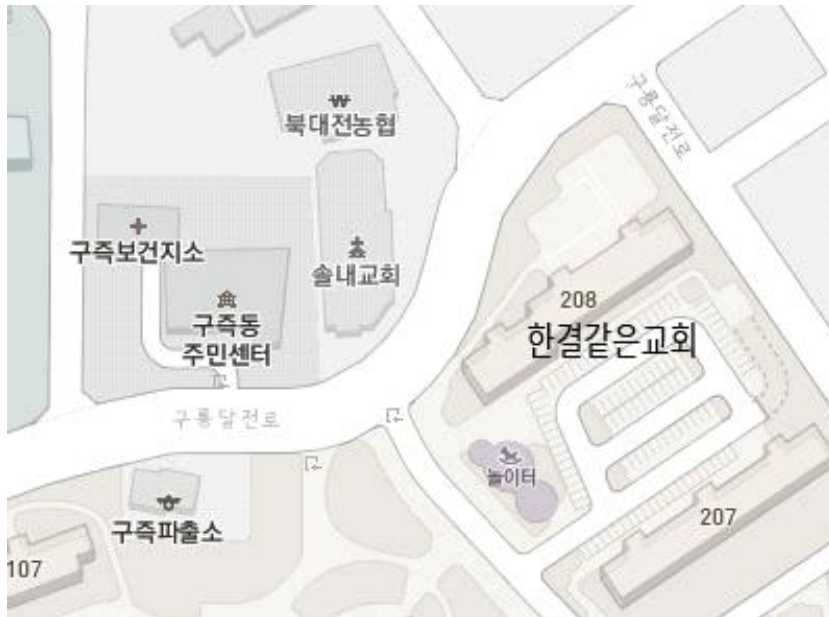 북대전농협
구룡달전로
구즉보건지소
솔내교회
구즉동
주민센터
208
한결같은교회
구룡달전로
놀이터
구즉파출소
207
107